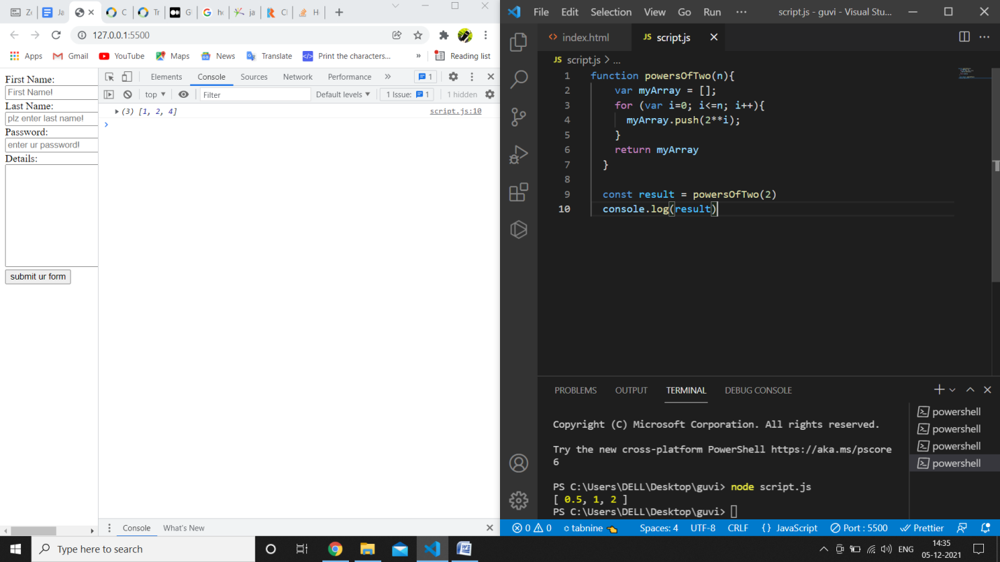 Ja
C
Tr
G
ho
ja
C
H
127.0.0.1:5500
Apps Gmail YouTube Maps News Translate Print the characters... » Reading list
First Name:
First Name!
Last Name:
plz enter last name!
Password:
enter ur password!
Details:
submit ur form
Elements Console Sources Network Performance » 1
top Filter Default levels 1 Issue: 1 1 hidden
(3) [1, 2, 4] script.js:10
Console What's New
File Edit Selection View Go Run ··· script.js - guvi - Visual Stu...
index.html JS script.js
JS script.js > ...
1 function powersOfTwo(n){
2 var myArray = [];
3 for (var i=0; i<=n; i++){
4 myArray.push(2**i);
5 }
6 return myArray
7 }
8
9 const result = powersOfTwo(2)
10 console.log(result)
PROBLEMS OUTPUT TERMINAL DEBUG CONSOLE
Copyright (C) Microsoft Corporation. All rights reserved.
Try the new cross-platform PowerShell https://aka.ms/pscore
6
PS C:\Users\DELL\Desktop\guvi> node script.js
[ 0.5, 1, 2 ]
PS C:\Users\DELL\Desktop\guvi>
powershell
powershell
powershell
powershell
0 0 tabnine Spaces: 4 UTF-8 CRLF {} JavaScript Port : 5500 Prettier
Type here to search
ENG
14:35
05-12-2021